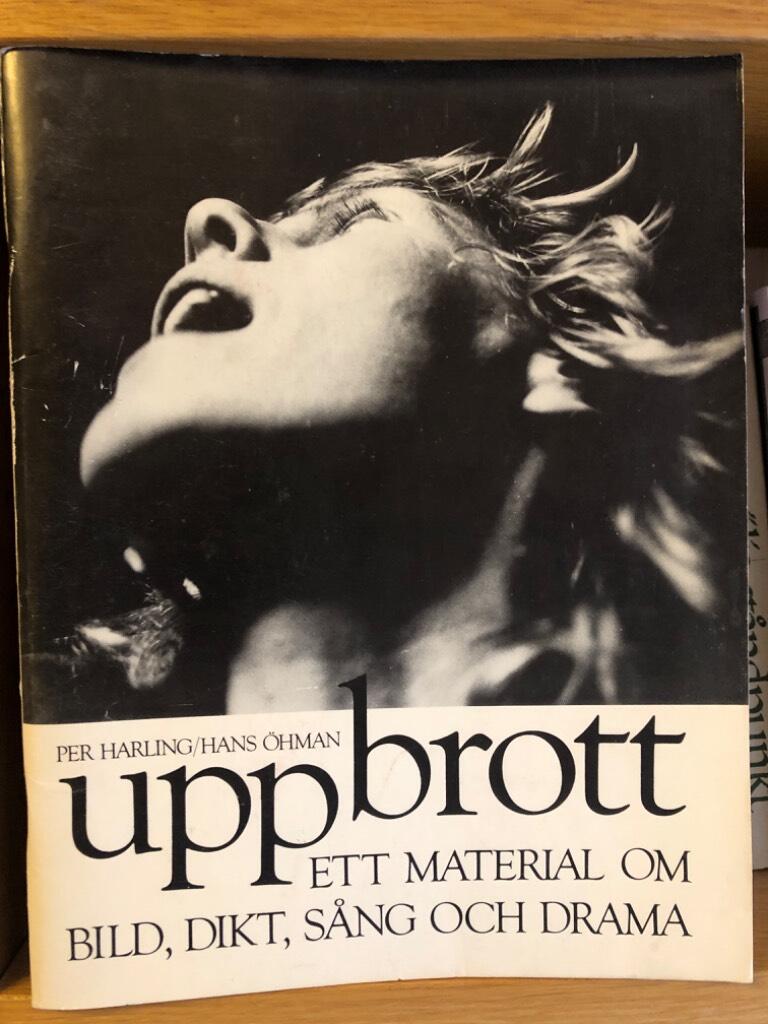 PER HARLING/HANS ÖHMAN
uppbrott
ETT MATERIAL OM
BILD, DIKT, SÅNG OCH DRAMA